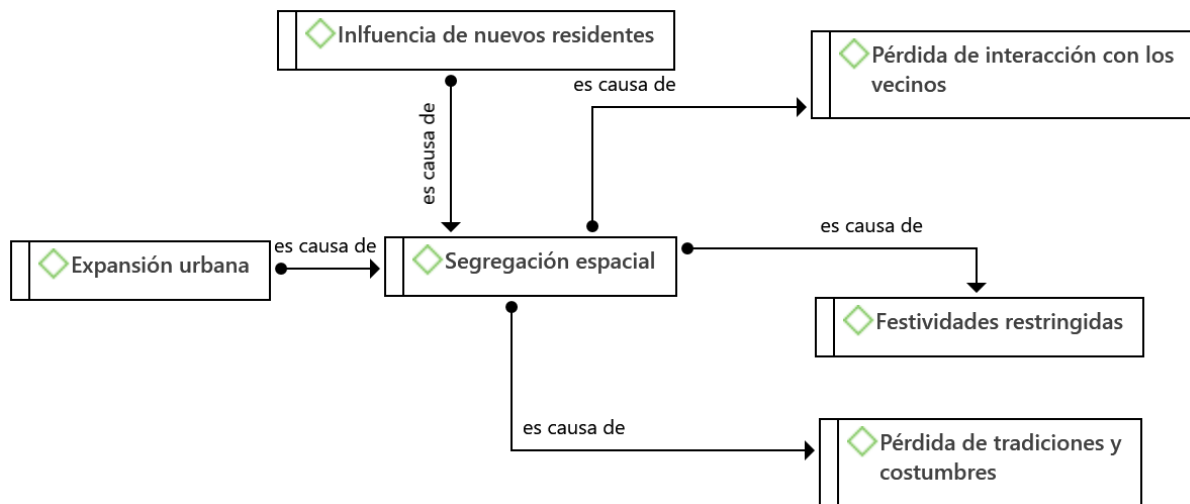 Inlfuencia de nuevos residentes
Pérdida de interacción con los
vecinos
es causa de
es causa de
Expansión urbana
es causa de
Segregación espacial
es causa de
Festividades restringidas
es causa de
Pérdida de tradiciones y
costumbres